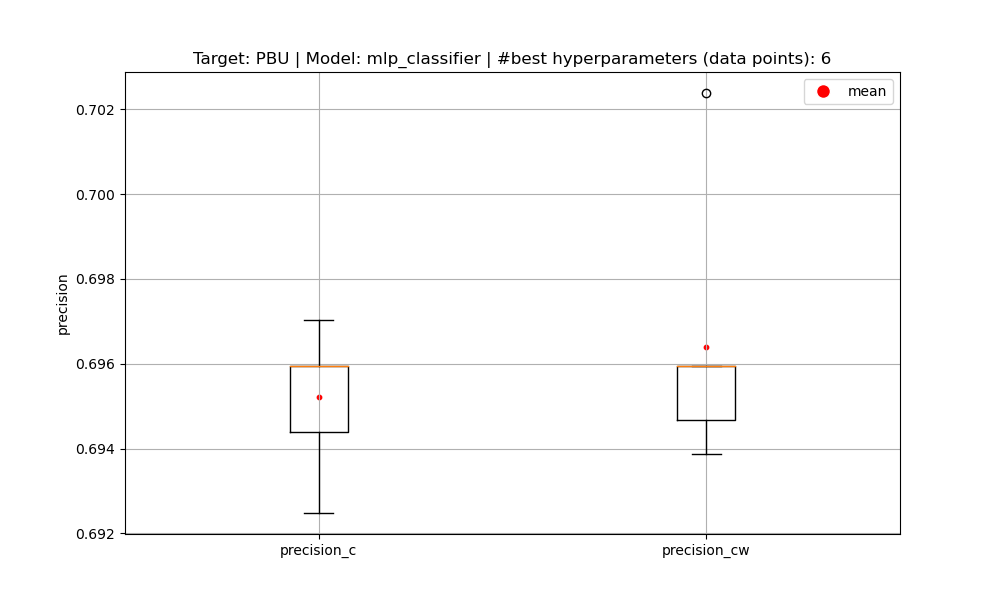 Target: PBU | Model: mlp_classifier | #best hyperparameters (data points): 6
mean
0.702
0.700
0.698
0.696
0.694
0.692
precision
precision_c
precision_cw